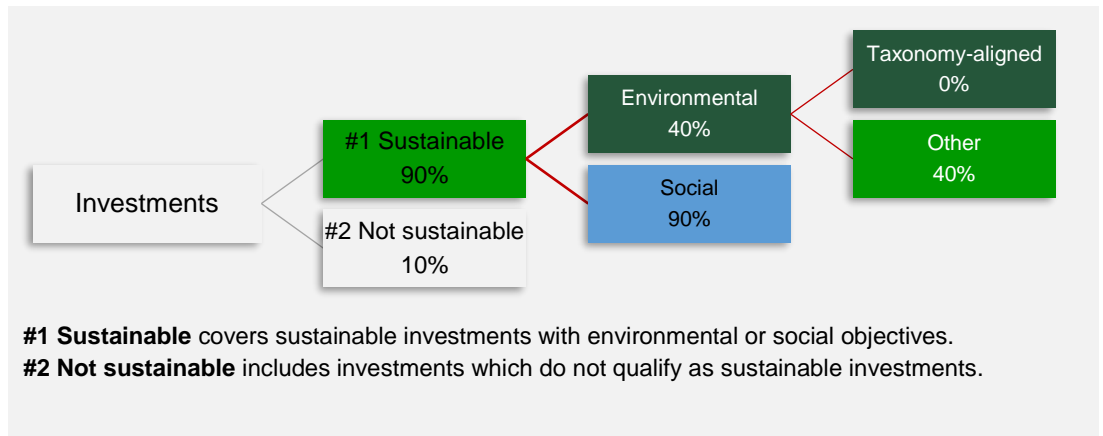 Investments
#1 Sustainable
90%
#2 Not sustainable
10%
Environmental
40%
Social
90%
Taxonomy-aligned
0%
Other
40%
#1 Sustainable covers sustainable investments with environmental or social objectives.
#2 Not sustainable includes investments which do not qualify as sustainable investments.